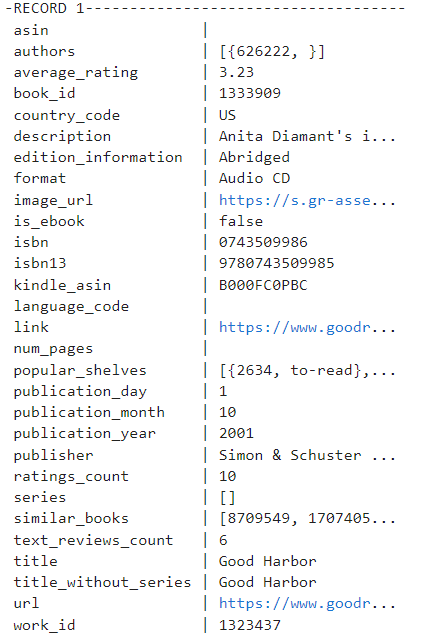 -RECORD 1------------------------------------
asin |
authors | [{626222, }]
average_rating | 3.23
book_id | 1333909
country_code | US
description | Anita Diamant's i...
edition_information | Abridged
format | Audio CD
image_url | https://s.gr-asse...
is_ebook | false
isbn | 0743509986
isbn13 | 9780743509985
kindle_asin | B000FC0PBC
language_code |
link | https://www.goodr...
num_pages |
popular_shelves | [{2634, to-read},...
publication_day | 1
publication_month | 10
publication_year | 2001
publisher | Simon & Schuster ...
ratings_count | 10
series | []
similar_books | [8709549, 1707405...
text_reviews_count | 6
title | Good Harbor
title_without_series | Good Harbor
url | https://www.goodr...
work_id | 1323437